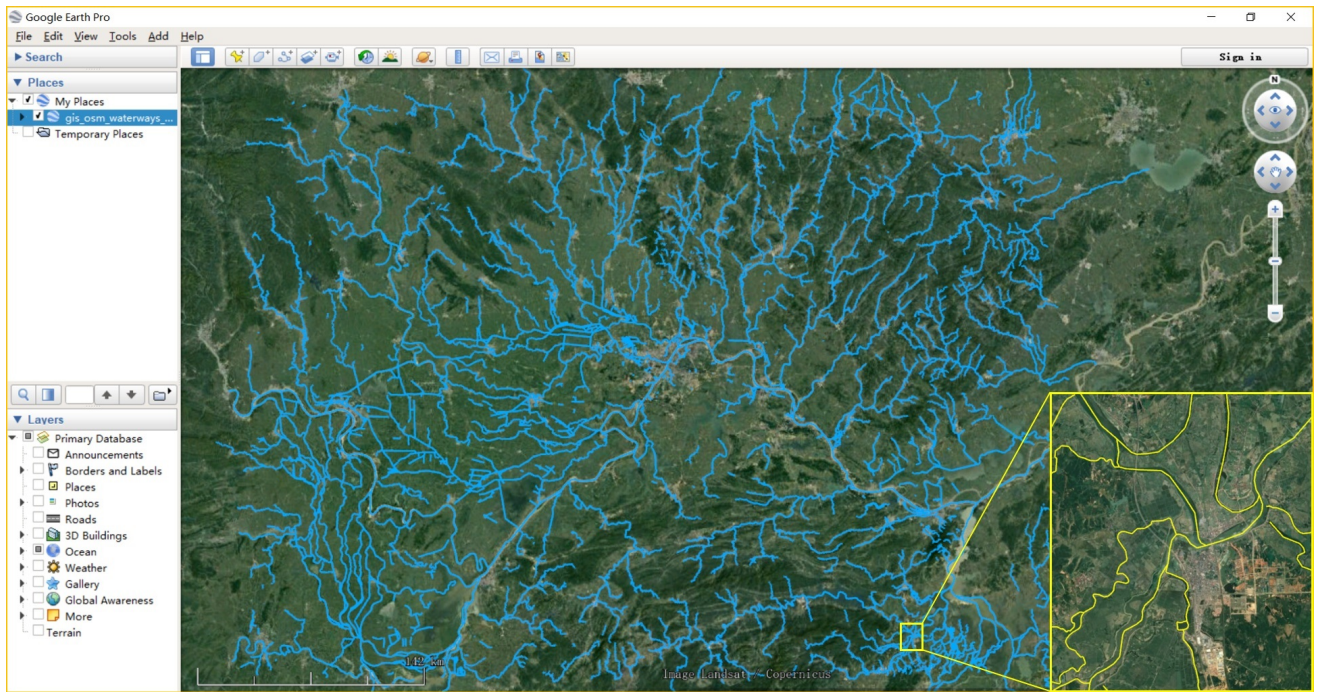 Google Earth Pro
File Edit View Tools Add Help
Search
Sign in
Places
My Places
gis_osm_waterways_...
Temporary Places
N
Layers
Primary Database
Announcements
Borders and Labels
Places
Photos
Roads
3D Buildings
Ocean
Weather
Gallery
Global Awareness
More
Terrain
142 km
Image Landsat / Copernicus